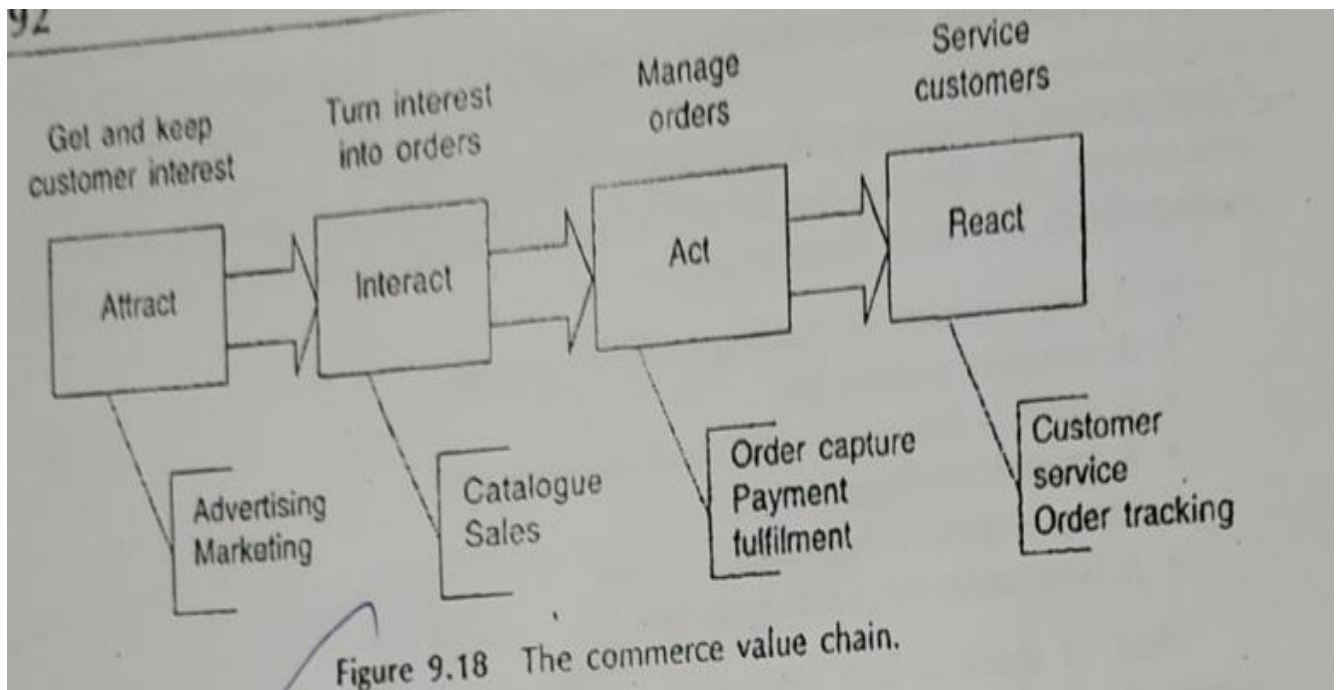 92
Get and keep
customer interest
Turn interest
into orders
Manage
orders
Service
customers
Attract
Interact
Act
React
Advertising
Marketing
Catalogue
Sales
Order capture
Payment
fulfilment
Customer
service
Order tracking
Figure 9.18 The commerce value chain.